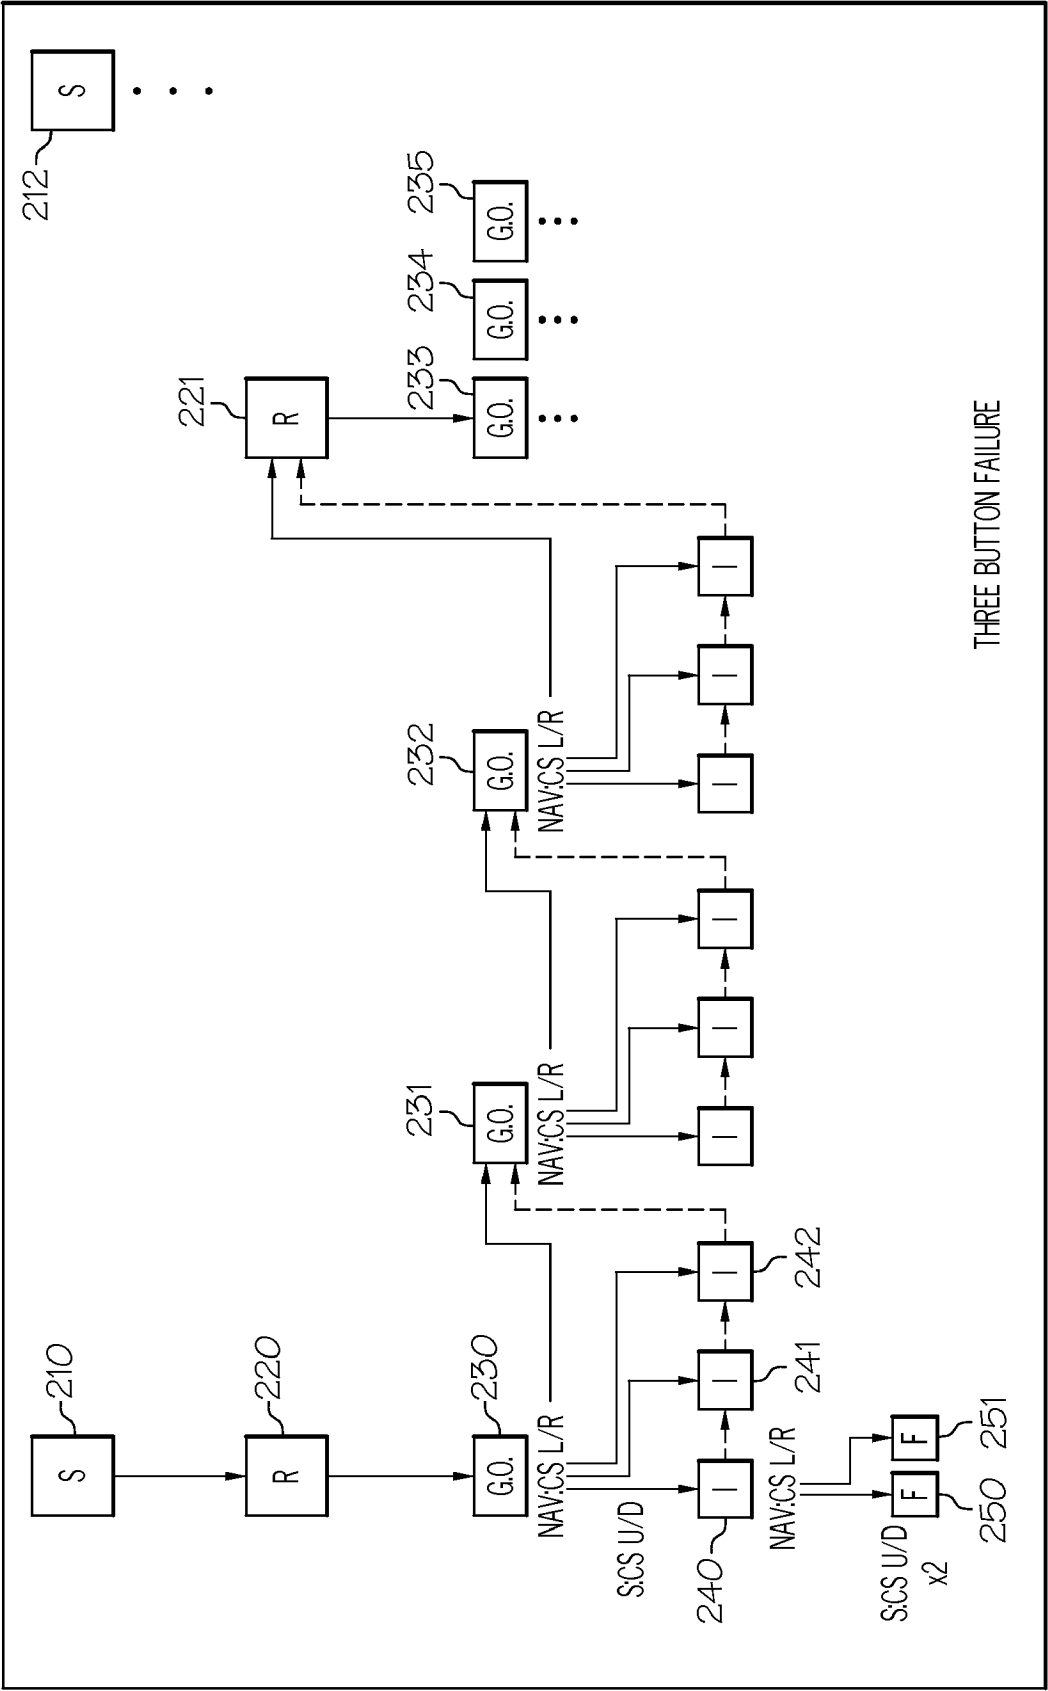 S
210
S
212
R
220
R
221
G.O.
230
G.O.
231
G.O.
232
G.O.
233
G.O.
234
G.O.
235
NAV:CS L/R
NAV:CS L/R
NAV:CS L/R
S:CS U/D
I
240
I
241
I
242
I
I
I
I
I
I
NAV:CS L/R
S:CS U/D
x2
F
250
F
251
THREE BUTTON FAILURE